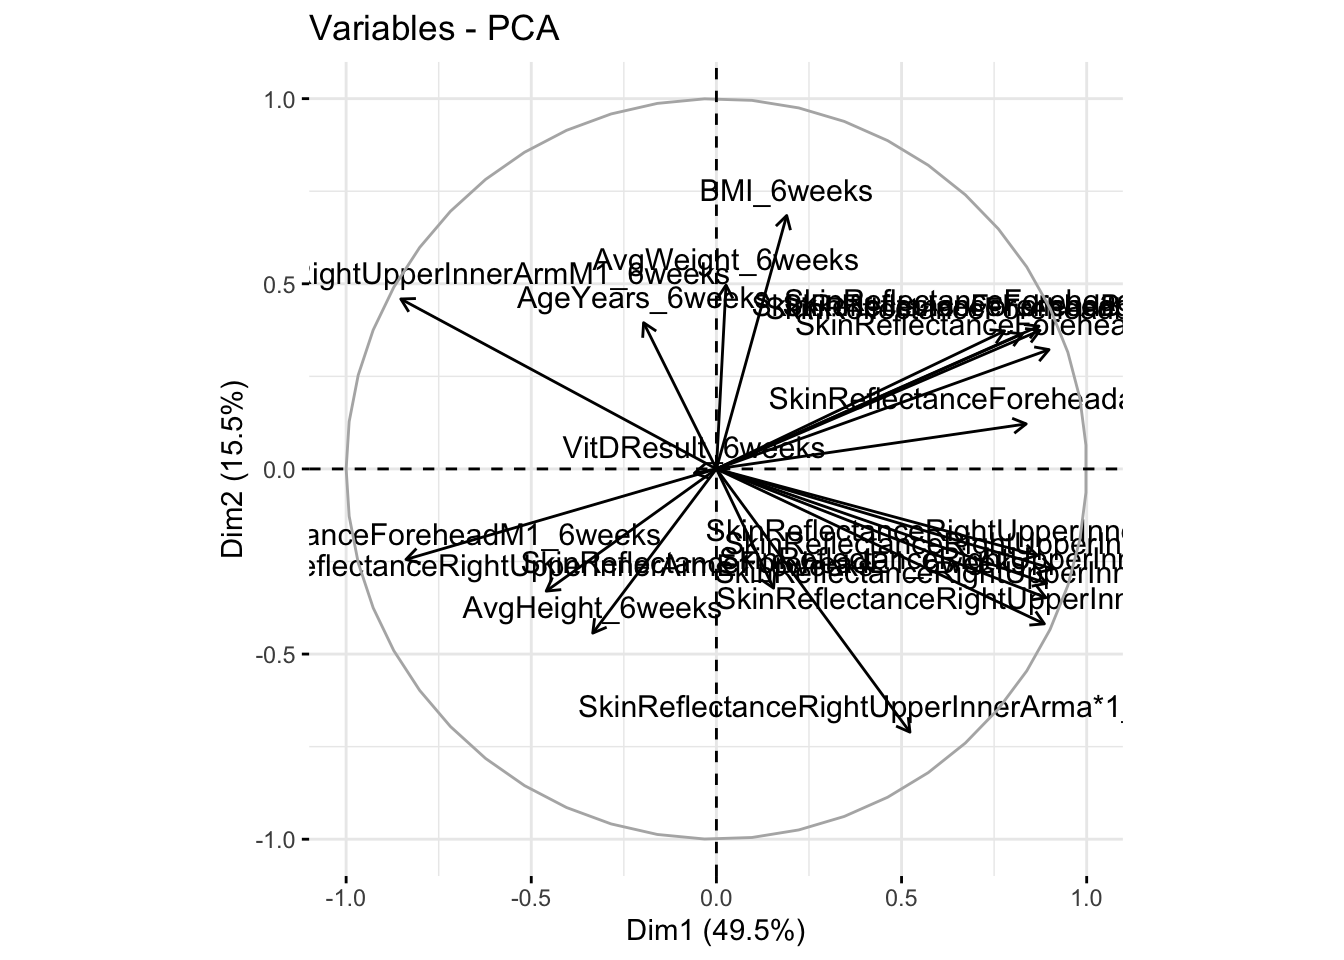 Variables - PCA
1.0
BMI_6weeks
AvgWeight_6weeks
ightUpperInnerArmM1_6weeks
0.5
AgeYears_6weeks
SkinReflectanceForehea
SkinReflectanceForeheada
VitDResult_6weeks
0.0
Dim2 (15.5%)
SkinReflectanceRightUpperInne
anceForeheadM1_6weeks
SkinReflectanceRightUpperInn
AvgHeight_6weeks
SkinReflectanceRightUpperInn
-0.5
SkinReflectanceRightUpperInnerArma*1_
-1.0
-1.0 -0.5 0.0 0.5 1.0
Dim1 (49.5%)